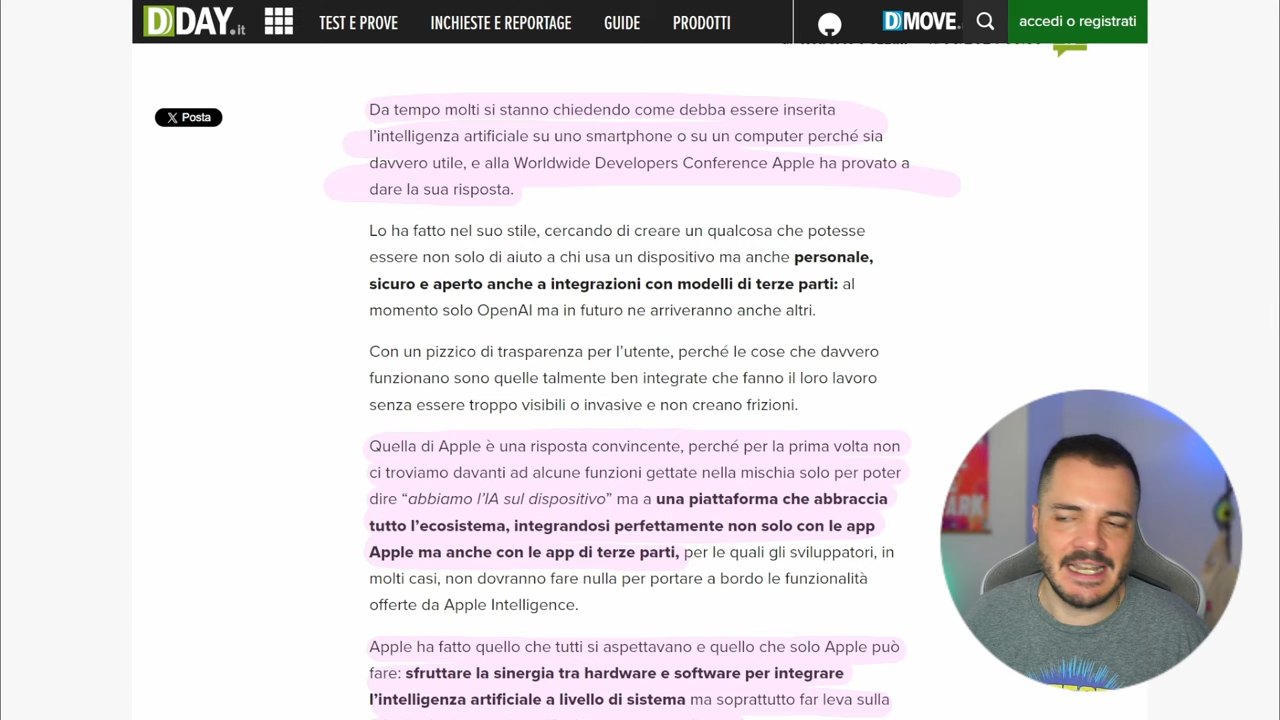 DDAY.it
TEST E PROVE
INCHIESTE E REPORTAGE
GUIDE
PRODOTTI
DMOVE.
accedi o registrati
Posta
Da tempo molti si stanno chiedendo come debba essere inserita
l’intelligenza artificiale su uno smartphone o su un computer perché sia
davvero utile, e alla Worldwide Developers Conference Apple ha provato a
dare la sua risposta.
Lo ha fatto nel suo stile, cercando di creare un qualcosa che potesse
essere non solo di aiuto a chi usa un dispositivo ma anche personale,
sicuro e aperto anche a integrazioni con modelli di terze parti: al
momento solo OpenAI ma in futuro ne arriveranno anche altri.
Con un pizzico di trasparenza per l’utente, perché le cose che davvero
funzionano sono quelle talmente ben integrate che fanno il loro lavoro
senza essere troppo visibili o invasive e non creano frizioni.
Quella di Apple è una risposta convincente, perché per la prima volta non
ci troviamo davanti ad alcune funzioni gettate nella mischia solo per poter
dire “abbiamo l’IA sul dispositivo” ma a una piattaforma che abbraccia
tutto l’ecosistema, integrandosi perfettamente non solo con le app
Apple ma anche con le app di terze parti, per le quali gli sviluppatori, in
molti casi, non dovranno fare nulla per portare a bordo le funzionalità
offerte da Apple Intelligence.
Apple ha fatto quello che tutti si aspettavano e quello che solo Apple può
fare: sfruttare la sinergia tra hardware e software per integrare
l’intelligenza artificiale a livello di sistema ma soprattutto far leva sulla